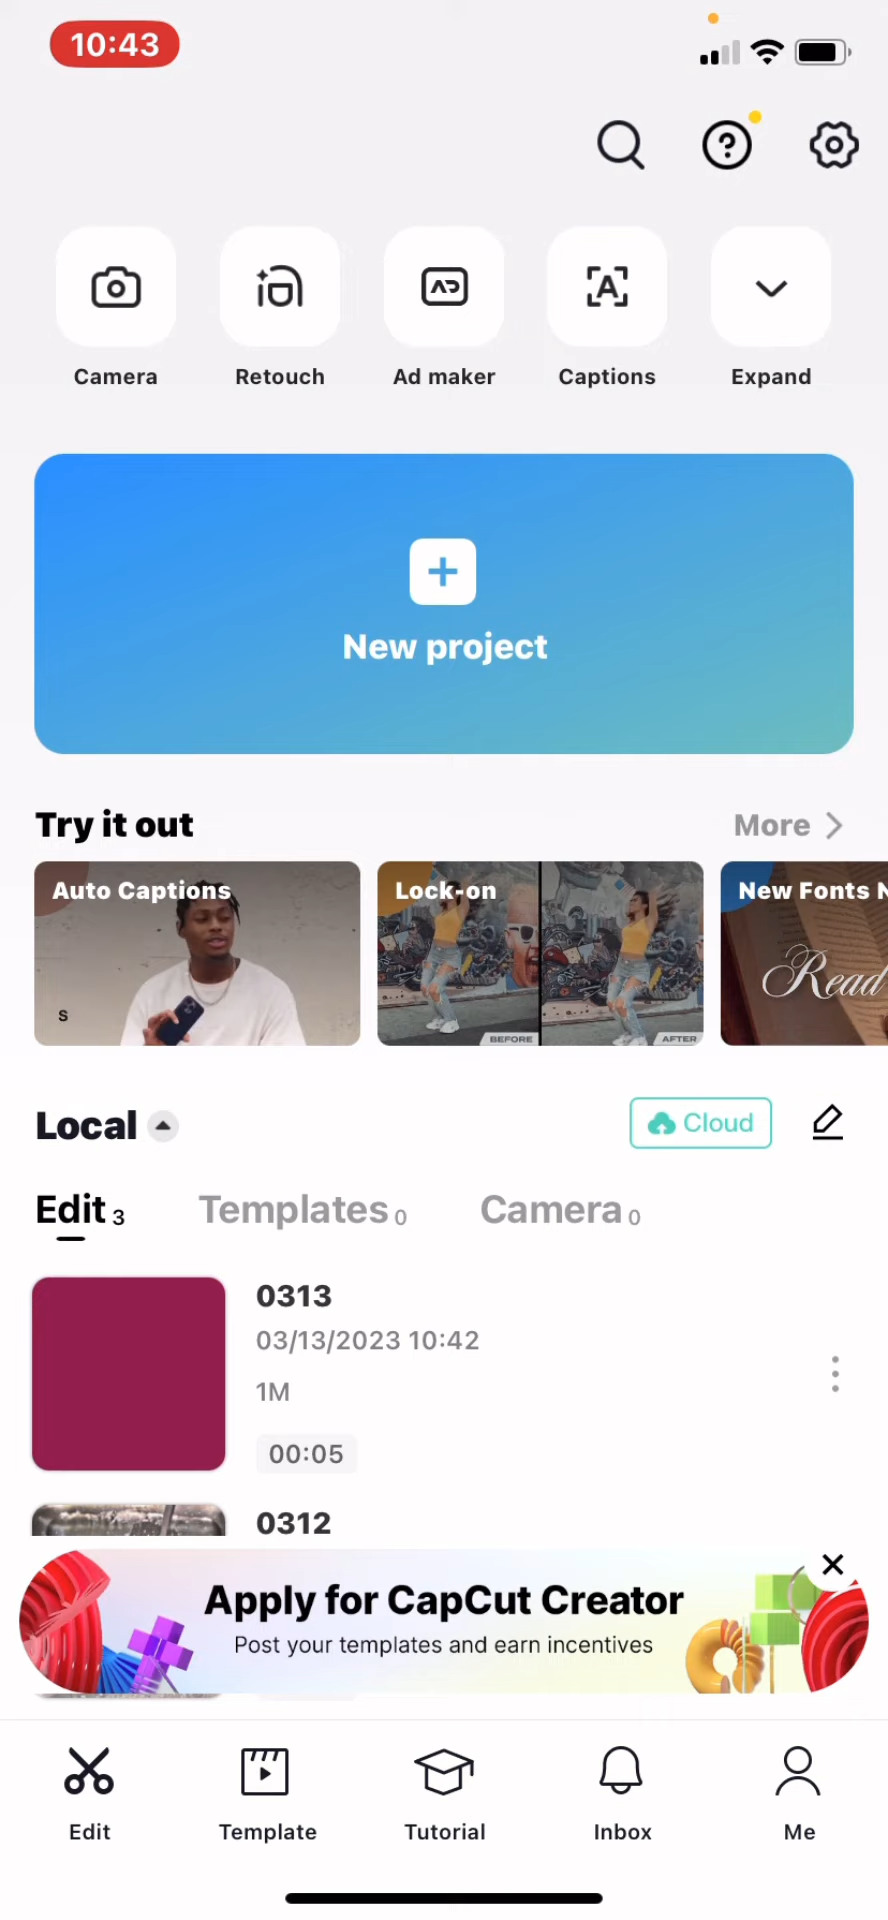 10:43
Camera
Retouch
Ad maker
Captions
Expand
New project
Try it out
More
Auto Captions
S
Lock-on
BEFORE
AFTER
New Fonts
Read
Local
Cloud
Edit 3
Templates 0
Camera 0
0313
03/13/2023 10:42
1M
00:05
0312
Apply for CapCut Creator
Post your templates and earn incentives
Edit
Template
Tutorial
Inbox
Me